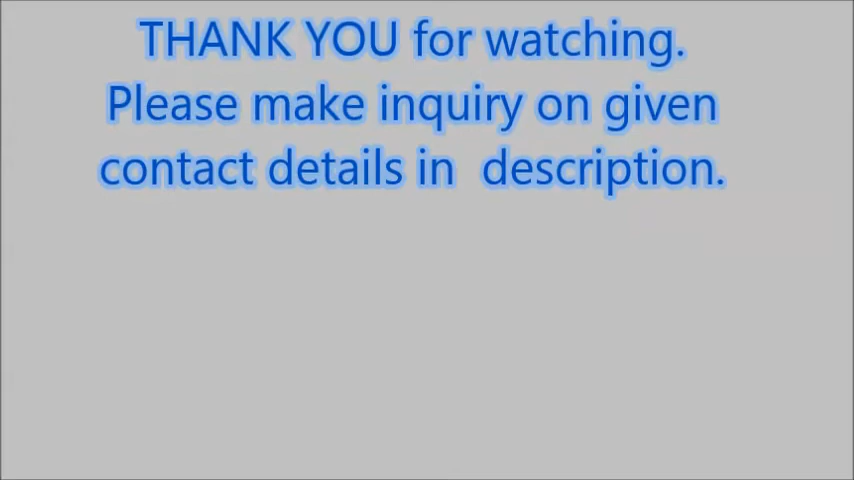 THANK YOU for watching.
Please make inquiry on given
contact details in  description.